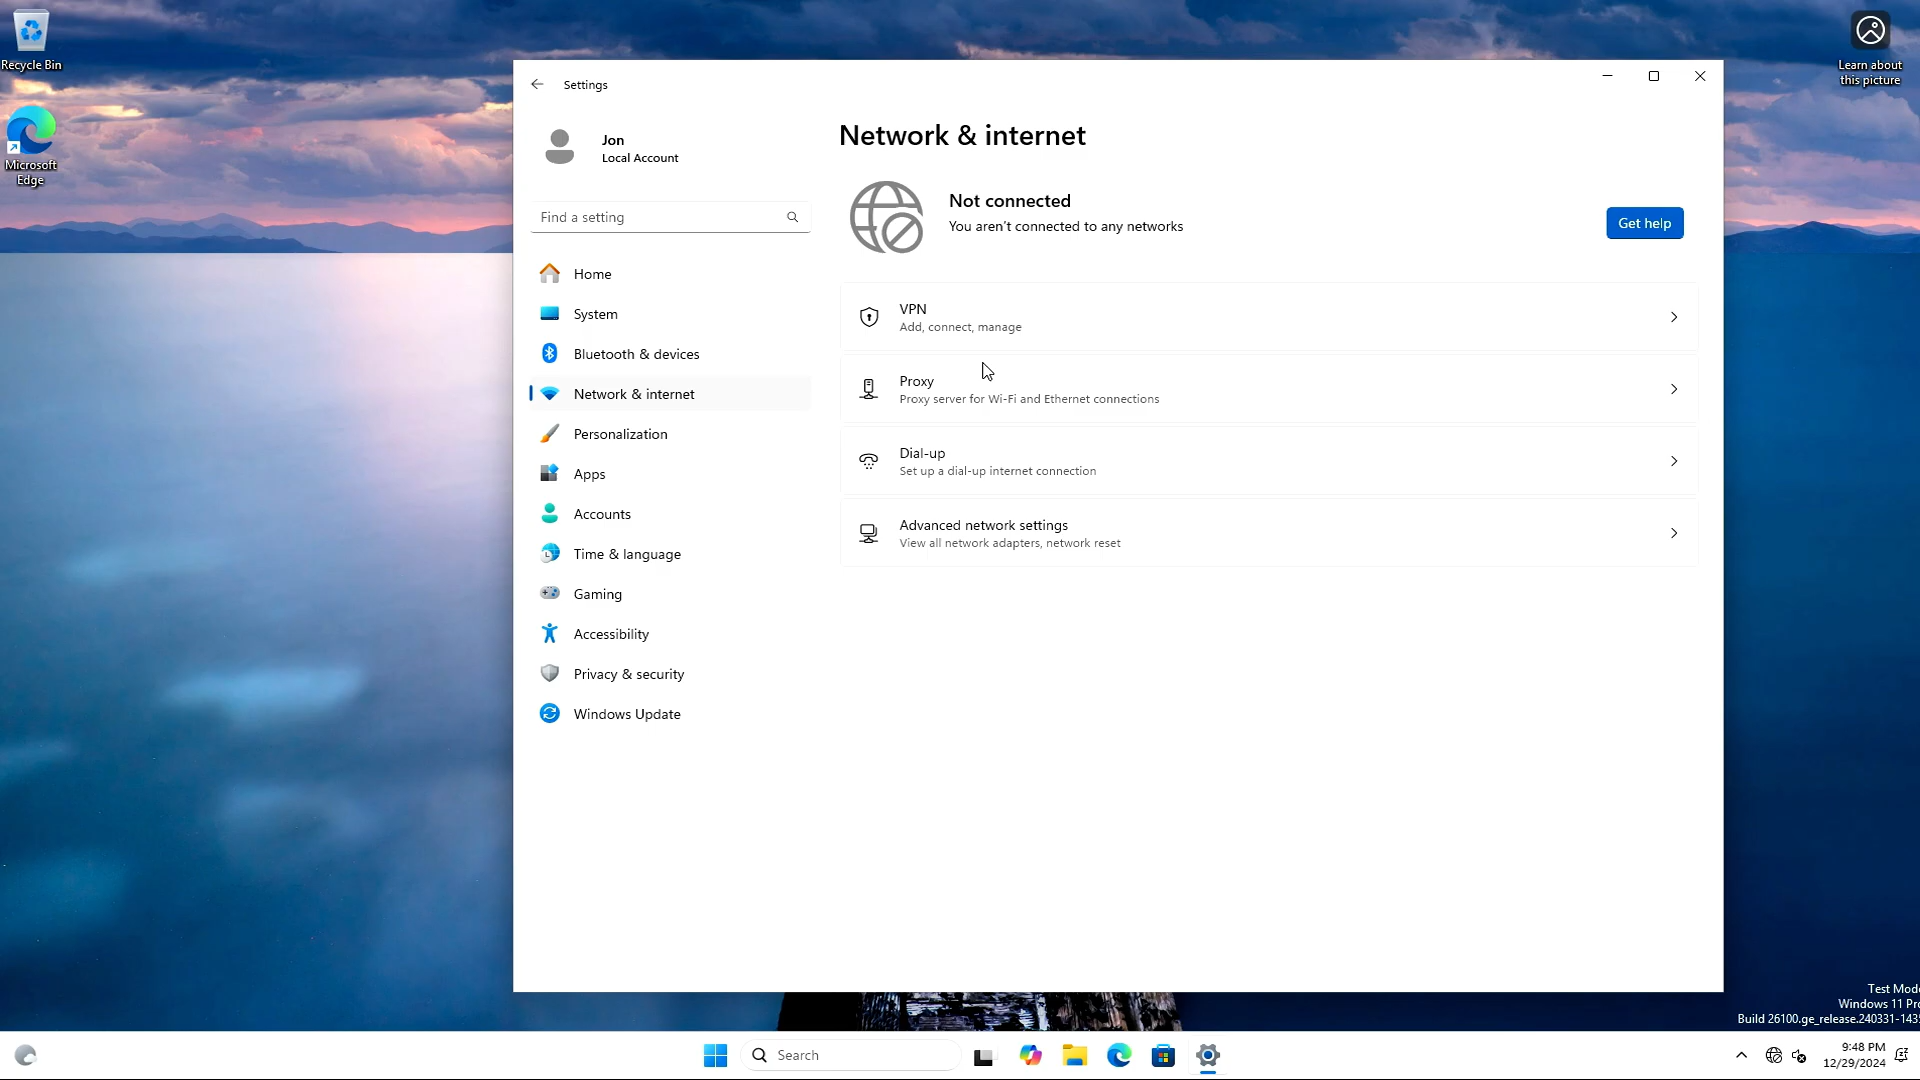 Recycle Bin
Microsoft
Edge
Learn about
this picture
Settings
Jon
Local Account
Find a setting
Home
System
Bluetooth & devices
Network & internet
Personalization
Apps
Accounts
Time & language
Gaming
Accessibility
Privacy & security
Windows Update
Network & internet
Not connected
You aren't connected to any networks
Get help
VPN
Add, connect, manage
Proxy
Proxy server for Wi-Fi and Ethernet connections
Dial-up
Set up a dial-up internet connection
Advanced network settings
View all network adapters, network reset
Test Mod
Windows 11 Pr
Build 26100.ge_release.240331-143
Search
9:48 PM
12/29/2024